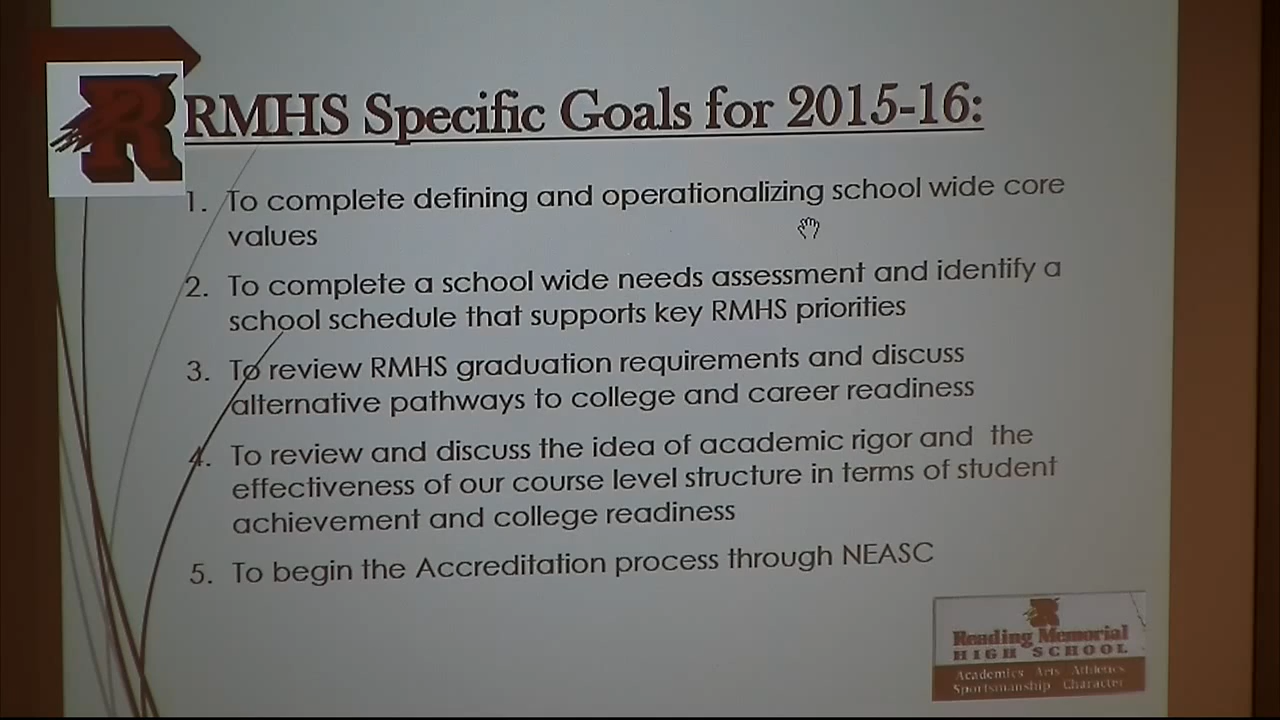 R
RMHS Specific Goals for 2015-16:
1. To complete defining and operationalizing school wide core
values
2. To complete a school wide needs assessment and identify a
school schedule that supports key RMHS priorities
3. To review RMHS graduation requirements and discuss
alternative pathways to college and career readiness
4. To review and discuss the idea of academic rigor and the
effectiveness of our course level structure in terms of student
achievement and college readiness
5. To begin the Accreditation process through NEASC
R
Reading Memorial
HIGH SCHOOL
Academics Arts Athletics
Sportsmanship Character